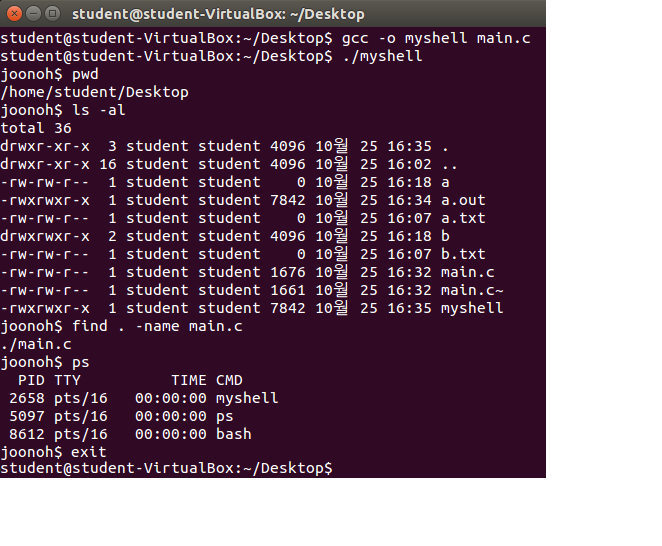 student@student-VirtualBox: ~/Desktop
student@student-VirtualBox:~/Desktop$ gcc -o myshell main.c
student@student-VirtualBox:~/Desktop$ ./myshell
joonoh$ pwd
/home/student/Desktop
joonoh$ ls -al
total 36
drwxr-xr-x  3 student student 4096 10월 25 16:35 .
drwxr-xr-x 16 student student 4096 10월 25 16:02 ..
-rw-rw-r--  1 student student    0 10월 25 16:18 a
-rwxrwxr-x  1 student student 7842 10월 25 16:34 a.out
-rw-rw-r--  1 student student    0 10월 25 16:07 a.txt
drwxrwxr-x  2 student student 4096 10월 25 16:18 b
-rw-rw-r--  1 student student    0 10월 25 16:07 b.txt
-rw-rw-r--  1 student student 1676 10월 25 16:32 main.c
-rw-rw-r--  1 student student 1661 10월 25 16:32 main.c~
-rwxrwxr-x  1 student student 7842 10월 25 16:35 myshell
joonoh$ find . -name main.c
./main.c
joonoh$ ps
  PID TTY          TIME CMD
 2658 pts/16   00:00:00 myshell
 5097 pts/16   00:00:00 ps
 8612 pts/16   00:00:00 bash
joonoh$ exit
student@student-VirtualBox:~/Desktop$